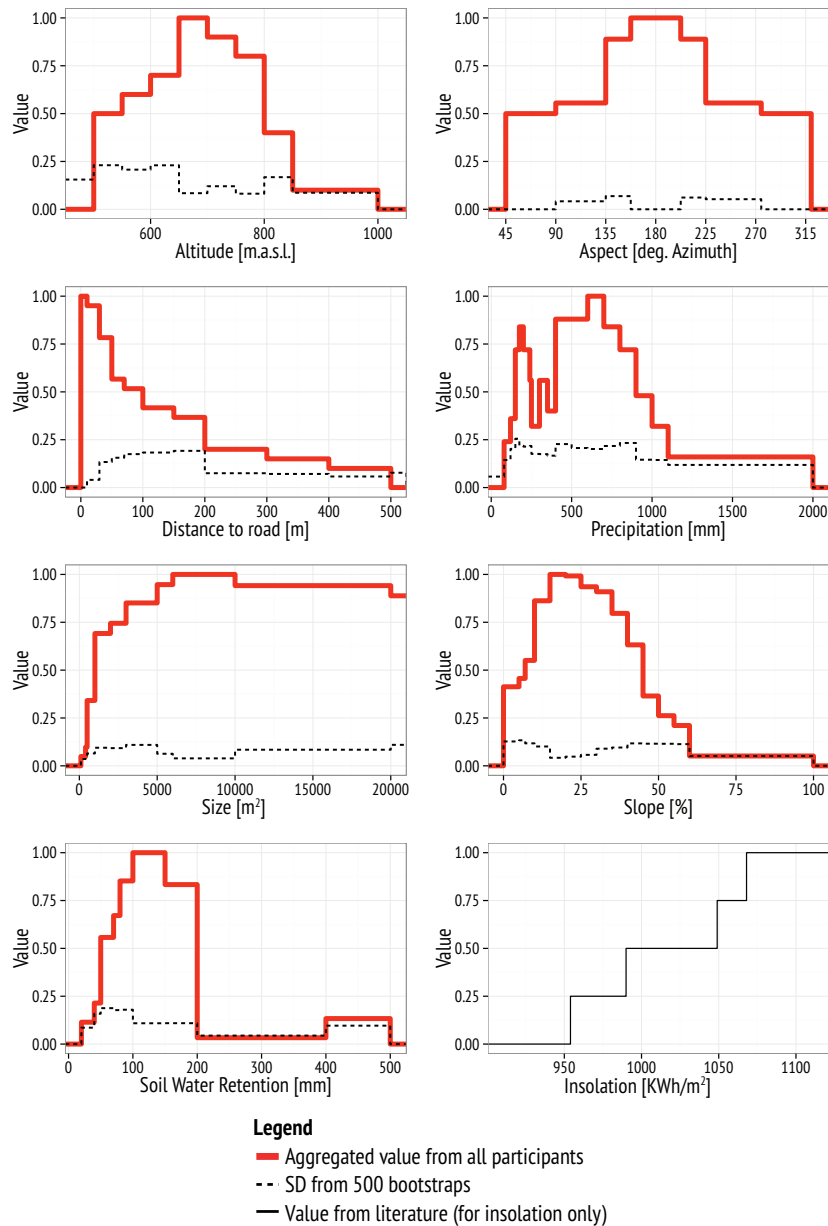 1.00
0.75
0.50
0.25
0.00
Value
600 800 1000
Altitude [m.a.s.l.]
1.00
0.75
0.50
0.25
0.00
Value
45 90 135 180 225 270 315
Aspect [deg. Azimuth]
1.00
0.75
0.50
0.25
0.00
Value
0 100 200 300 400 500
Distance to road [m]
1.00
0.75
0.50
0.25
0.00
Value
0 500 1000 1500 2000
Precipitation [mm]
1.00
0.75
0.50
0.25
0.00
Value
0 5000 10000 15000 20000
Size [m²]
1.00
0.75
0.50
0.25
0.00
Value
0 25 50 75 100
Slope [%]
1.00
0.75
0.50
0.25
0.00
Value
0 100 200 300 400 500
Soil Water Retention [mm]
1.00
0.75
0.50
0.25
0.00
Value
950 1000 1050 1100
Insolation [KWh/m²]
Legend
Aggregated value from all participants
SD from 500 bootstraps
Value from literature (for insolation only)